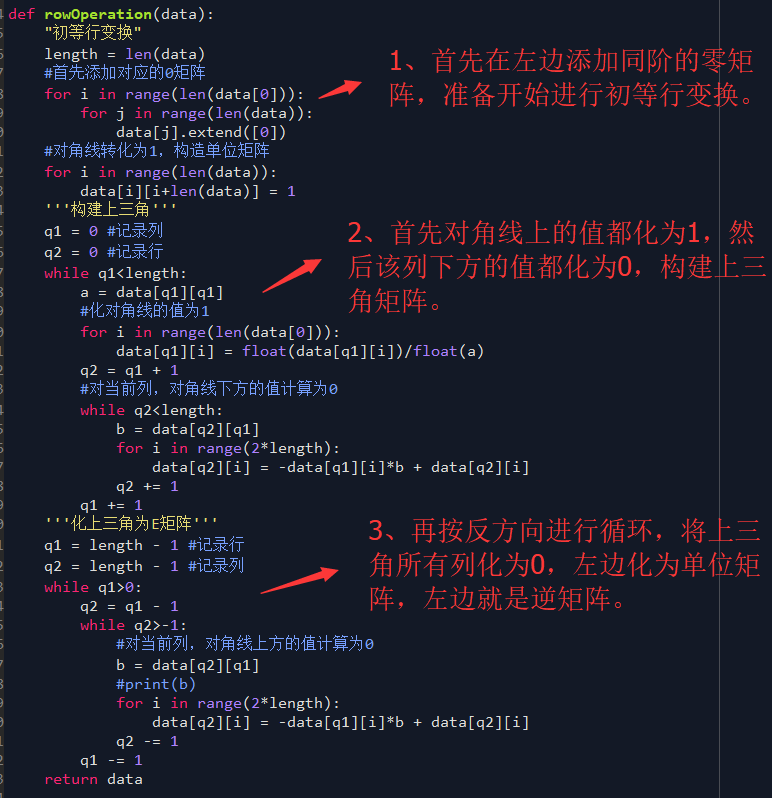 def rowOperation(data):
    "初等行变换"
    length = len(data)
    #首先添加对应的0矩阵
    for i in range(len(data[0])):
        for j in range(len(data)):
            data[j].extend([0])
    #对角线转化为1，构造单位矩阵
    for i in range(len(data)):
        data[i][i+len(data)] = 1
    '''构建上三角'''
    q1 = 0 #记录列
    q2 = 0 #记录行
    while q1<length:
        a = data[q1][q1]
        #化对角线的值为1
        for i in range(len(data[0])):
            data[q1][i] = float(data[q1][i])/float(a)
        q2 = q1 + 1
        #对当前列，对角线下方的值计算为0
        while q2<length:
            b = data[q2][q1]
            for i in range(2*length):
                data[q2][i] = -data[q1][i]*b + data[q2][i]
            q2 += 1
        q1 += 1
    '''化上三角为E矩阵'''
    q1 = length - 1 #记录行
    q2 = length - 1 #记录列
    while q1>0:
        q2 = q1 - 1
        while q2>-1:
            #对当前列，对角线上方的值计算为0
            b = data[q2][q1]
            #print(b)
            for i in range(2*length):
                data[q2][i] = -data[q1][i]*b + data[q2][i]
            q2 -= 1
        q1 -= 1
    return data
1、首先在左边添加同阶的零矩
阵，准备开始进行初等行变换。
2、首先对角线上的值都化为1，然
后该列下方的值都化为0，构建上三
角矩阵。
3、再按反方向进行循环，将上三
角所有列化为0，左边化为单位矩
阵，左边就是逆矩阵。